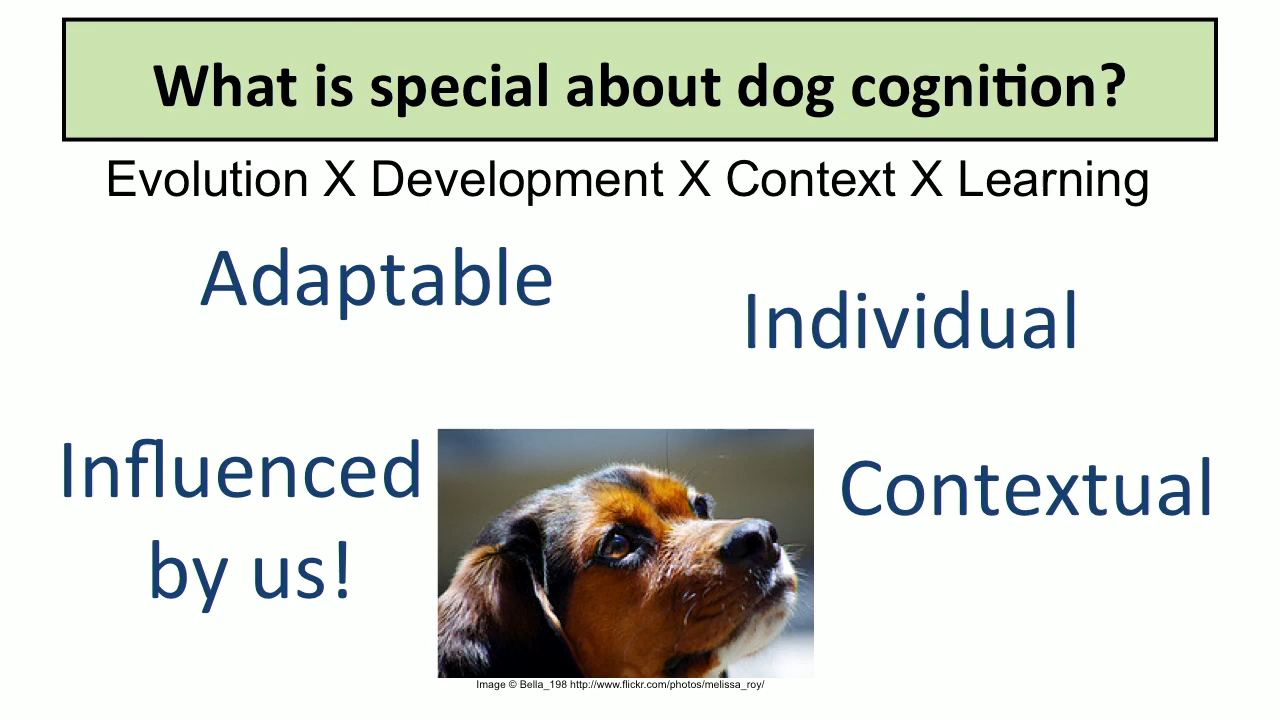 What is special about dog cognition?
Evolution X Development X Context X Learning
Adaptable
Individual
Influenced
by us!
Contextual
Image © Bella_198 http://www.flickr.com/photos/melissa_roy/